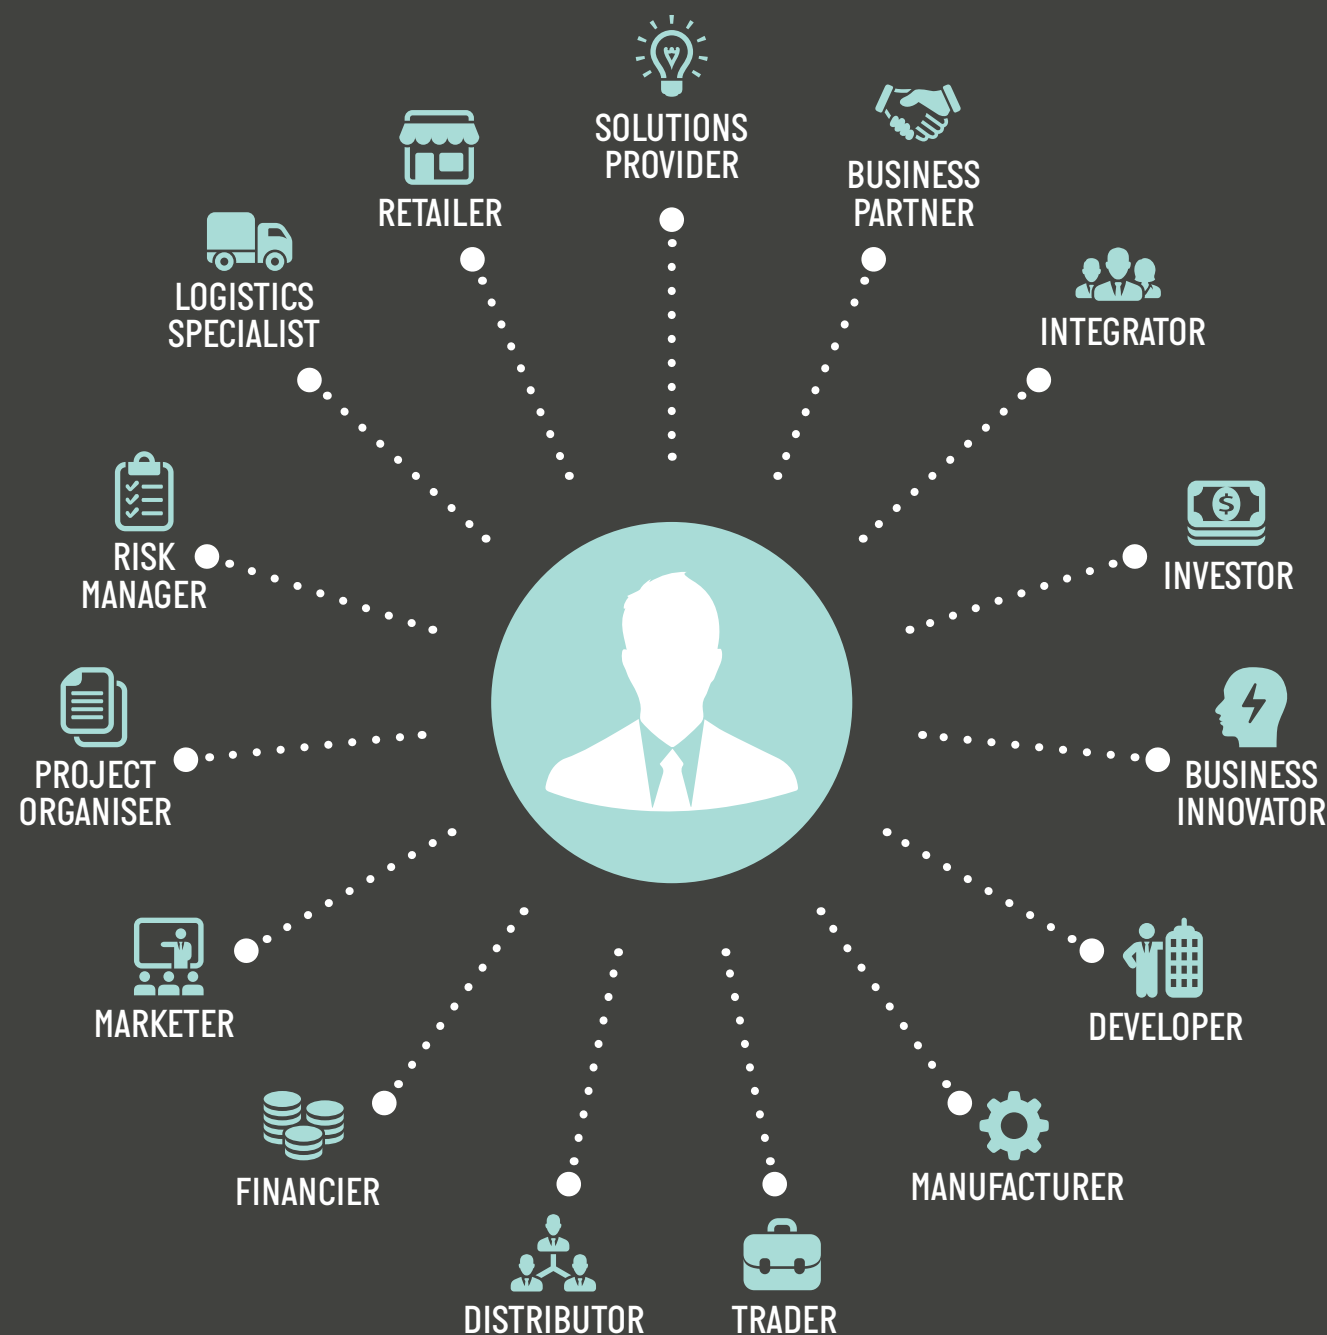 SOLUTIONS
PROVIDER
BUSINESS
PARTNER
INTEGRATOR
INVESTOR
BUSINESS
INNOVATOR
DEVELOPER
MANUFACTURER
TRADER
DISTRIBUTOR
FINANCIER
MARKETER
PROJECT
ORGANISER
RISK
MANAGER
LOGISTICS
SPECIALIST
RETAILER
$